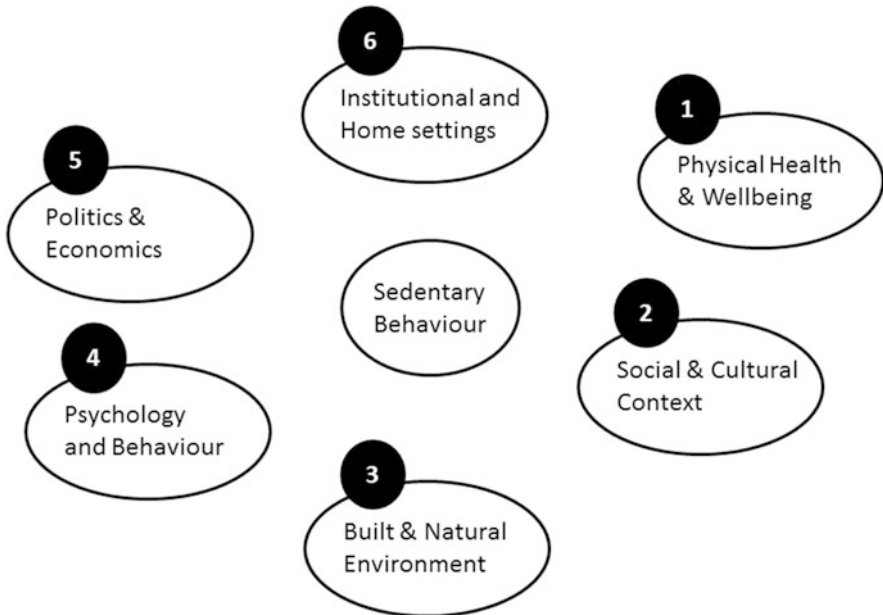 6
Institutional and
Home settings
1
Physical Health
& Wellbeing
5
Politics &
Economics
Sedentary
Behaviour
2
Social & Cultural
Context
4
Psychology
and Behaviour
3
Built & Natural
Environment